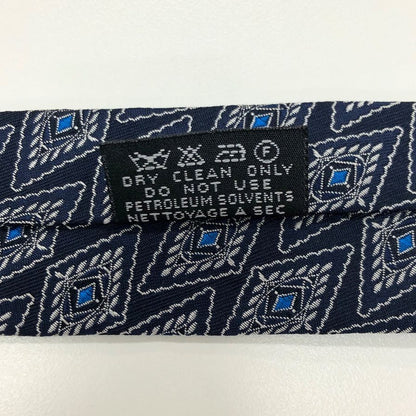 F
DRY CLEAN ONLY
DO NOT USE
PETROLEUM SOLVENTS
NETTOYAGE A SEC